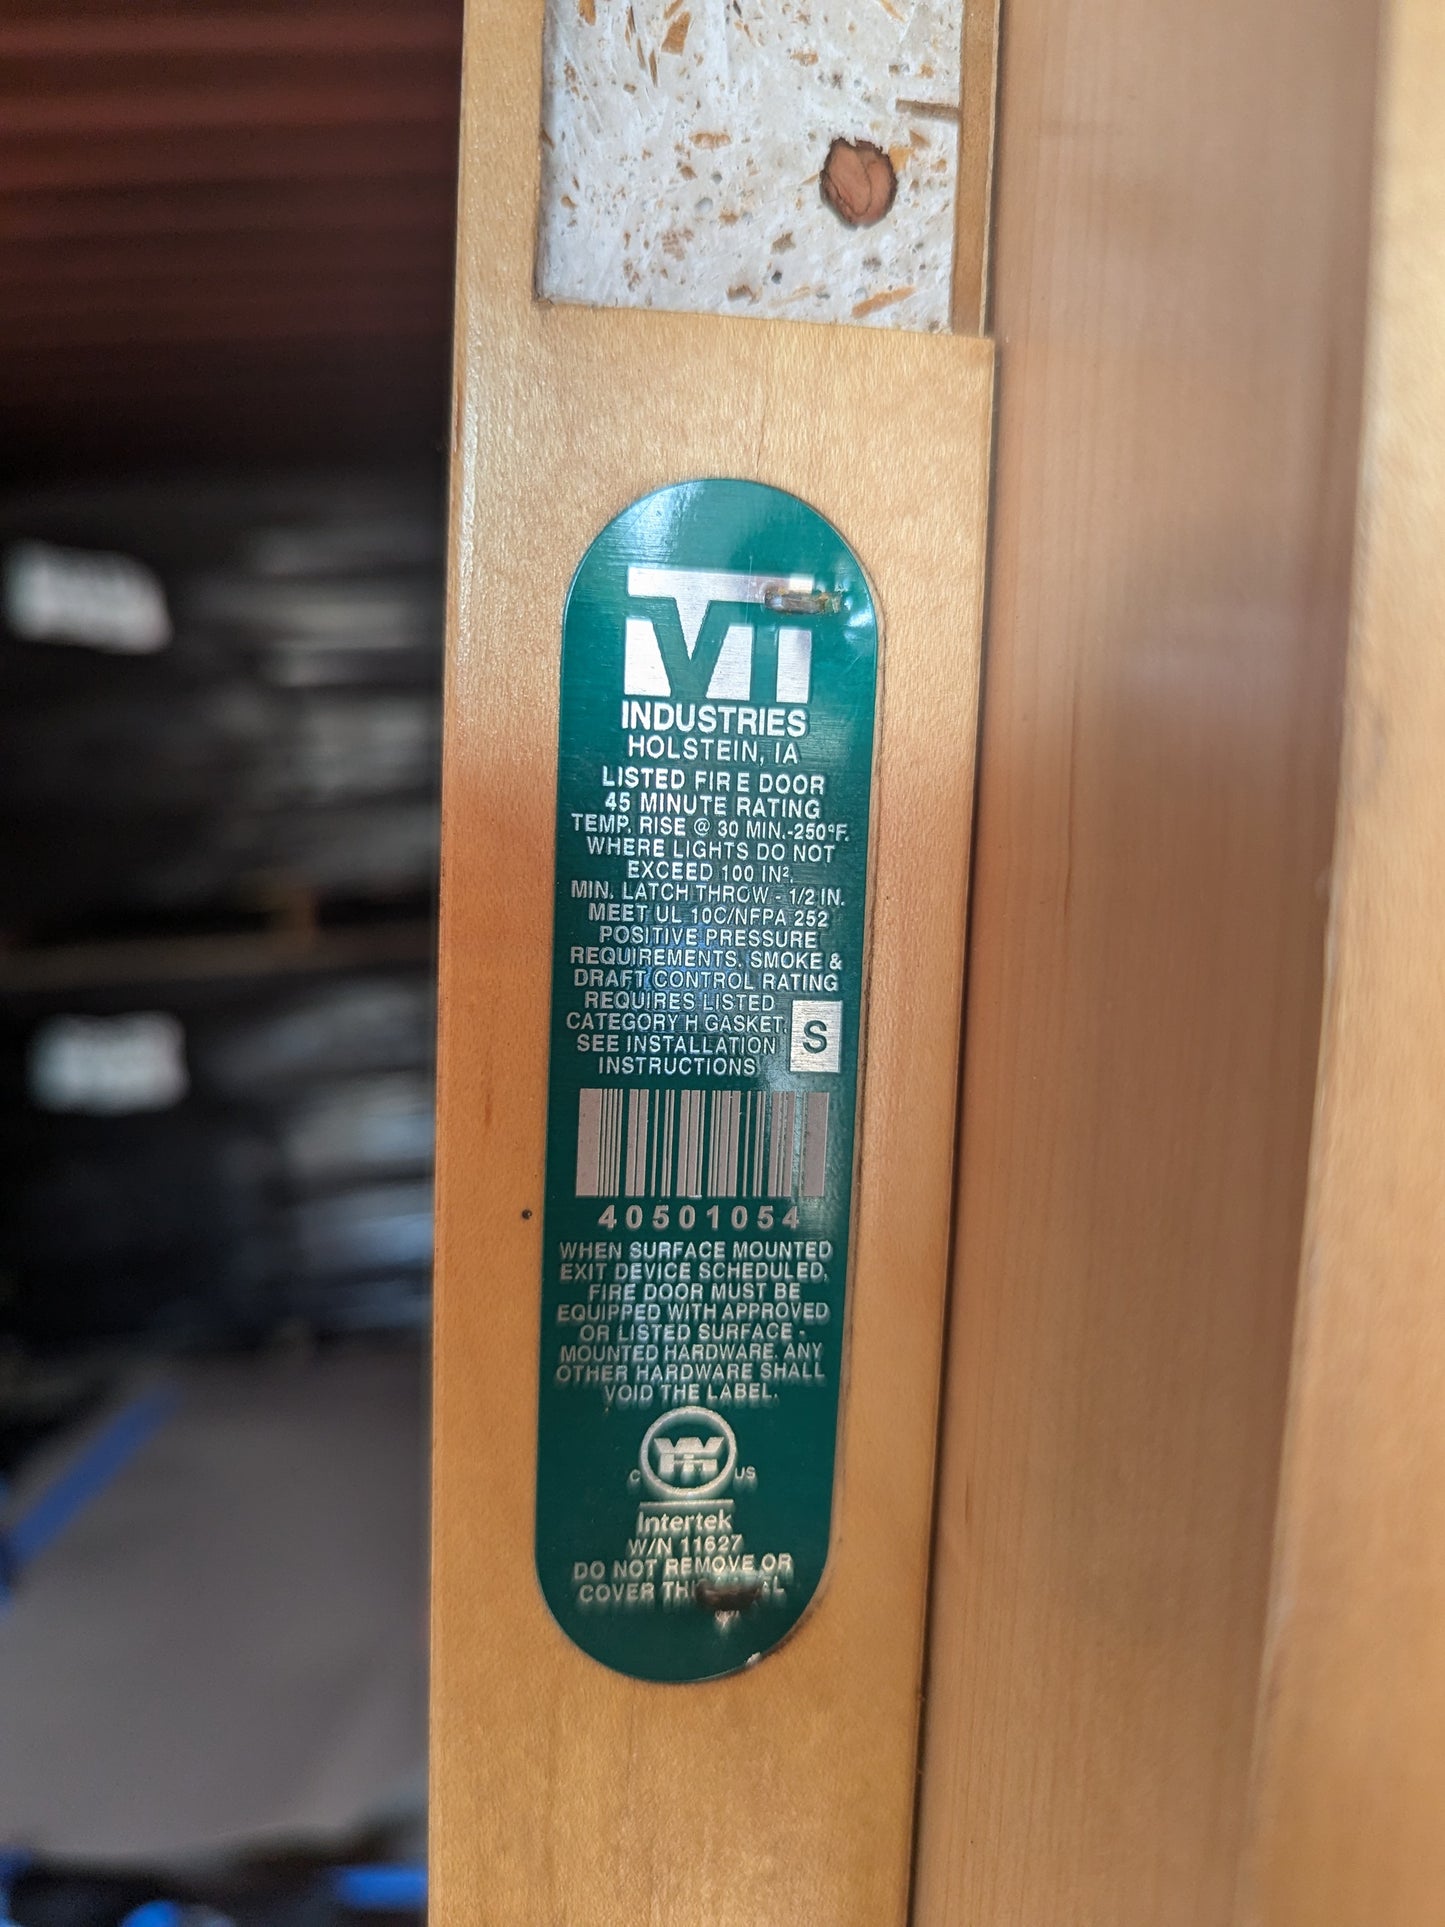 VT
INDUSTRIES
HOLSTEIN, IA
LISTED FIRE DOOR
45 MINUTE RATING
TEMP. RISE @ 30 MIN.-250°F.
WHERE LIGHTS DO NOT
EXCEED 100 IN².
MIN. LATCH THROW - 1/2 IN.
MEET UL 10C/NFPA 252
POSITIVE PRESSURE
REQUIREMENTS. SMOKE &
DRAFT CONTROL RATING
REQUIRES LISTED
CATEGORY H GASKET.
SEE INSTALLATION
INSTRUCTIONS
S
40501054
WHEN SURFACE MOUNTED
EXIT DEVICE SCHEDULED,
FIRE DOOR MUST BE
EQUIPPED WITH APPROVED
OR LISTED SURFACE -
MOUNTED HARDWARE. ANY
OTHER HARDWARE SHALL
VOID THE LABEL.
WH
C US
Intertek
W/N 11627
DO NOT REMOVE OR
COVER